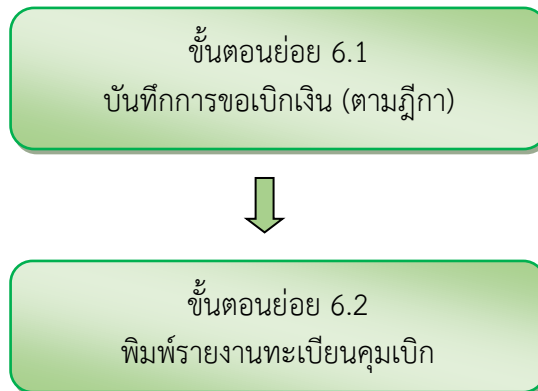 ขั้นตอนย่อย 6.1
บันทึกการขอเบิกเงิน (ตามฎีกา)
ขั้นตอนย่อย 6.2
พิมพ์รายงานทะเบียนคุมเบิก